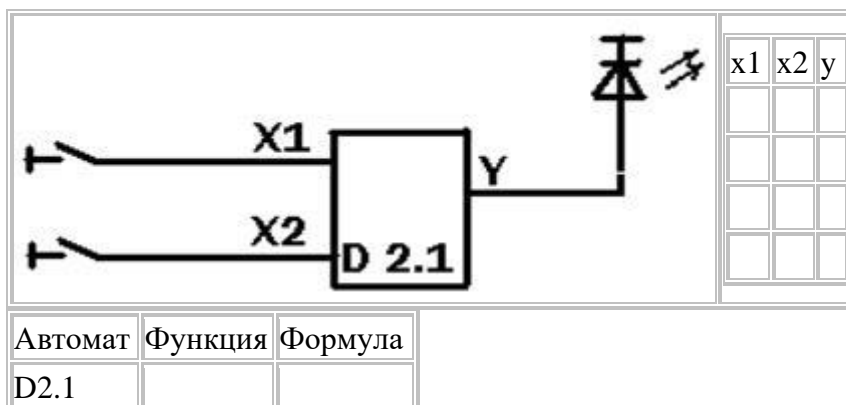 x1 x2 y
X1
Y
X2
D 2.1
Автомат Функция Формула
D2.1